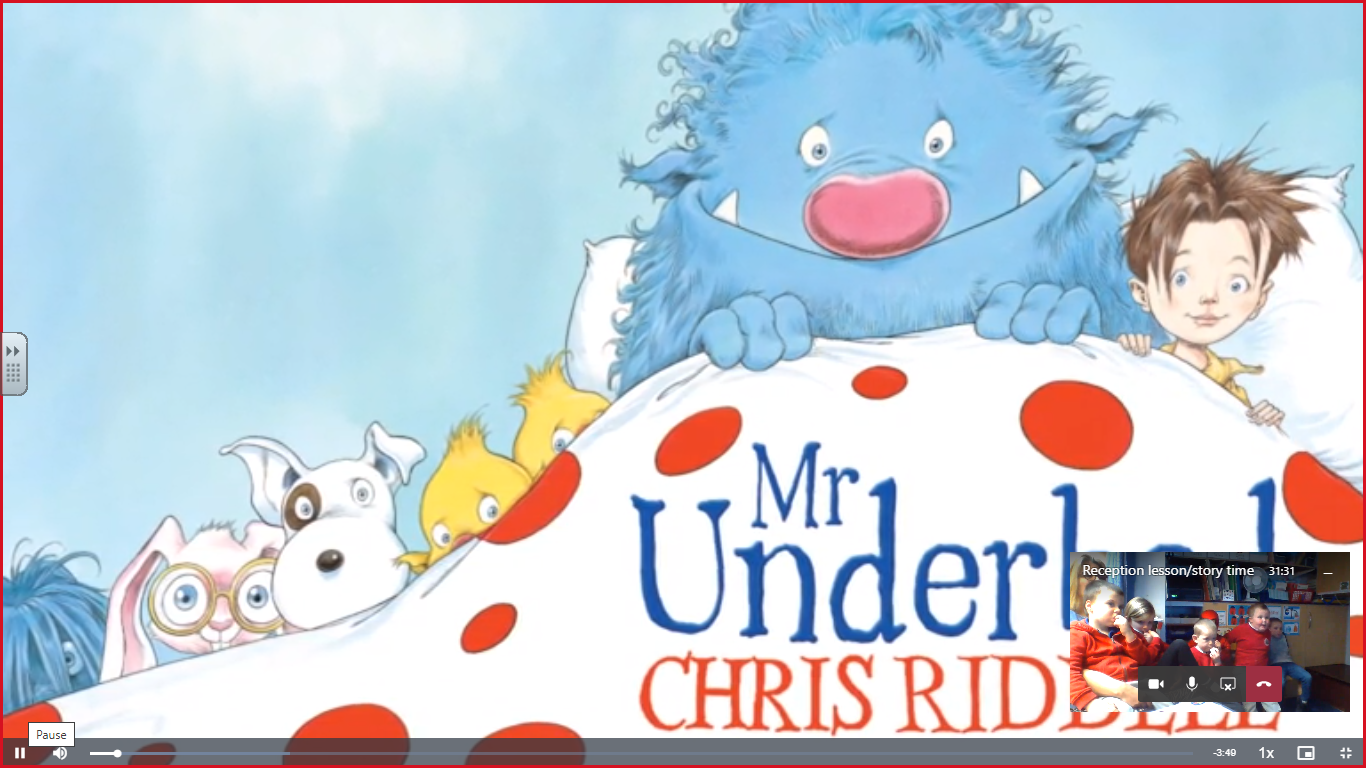 Mr
Underbed
CHRIS RIDDELL
Reception lesson/story time 31:31
Pause
-3:49 1x